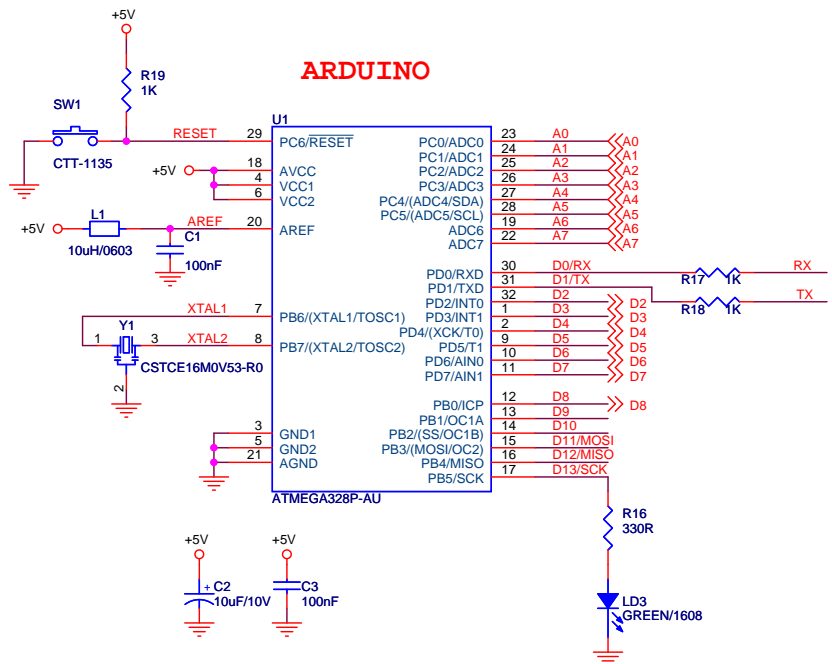 +5V
ARDUINO
R19
1K
SW1
CTT-1135
RESET
U1
29 PC6/RESET
+5V
18 AVCC
4 VCC1
6 VCC2
+5V
L1
10uH/0603
AREF
20 AREF
C1
100nF
XTAL1
7 PB6/(XTAL1/TOSC1)
Y1
1
3
XTAL2
8 PB7/(XTAL2/TOSC2)
CSTCE16M0V53-R0
2
3 GND1
5 GND2
21 AGND
ATMEGA328P-AU
PC0/ADC0 23 A0 A0
PC1/ADC1 24 A1 A1
PC2/ADC2 25 A2 A2
PC3/ADC3 26 A3 A3
PC4/(ADC4/SDA) 27 A4 A4
PC5/(ADC5/SCL) 28 A5 A5
ADC6 19 A6 A6
ADC7 22 A7 A7
PD0/RXD 30 D0/RX R17 1K RX
PD1/TXD 31 D1/TX R18 1K TX
PD2/INT0 32 D2 D2
PD3/INT1 1 D3 D3
PD4/(XCK/T0) 2 D4 D4
PD5/T1 9 D5 D5
PD6/AIN0 10 D6 D6
PD7/AIN1 11 D7 D7
PB0/ICP 12 D8 D8
PB1/OC1A 13 D9
PB2/(SS/OC1B) 14 D10
PB3/(MOSI/OC2) 15 D11/MOSI
PB4/MISO 16 D12/MISO
PB5/SCK 17 D13/SCK
R16
330R
LD3
GREEN/1608
+5V
+ C2
10uF/10V
+5V
C3
100nF